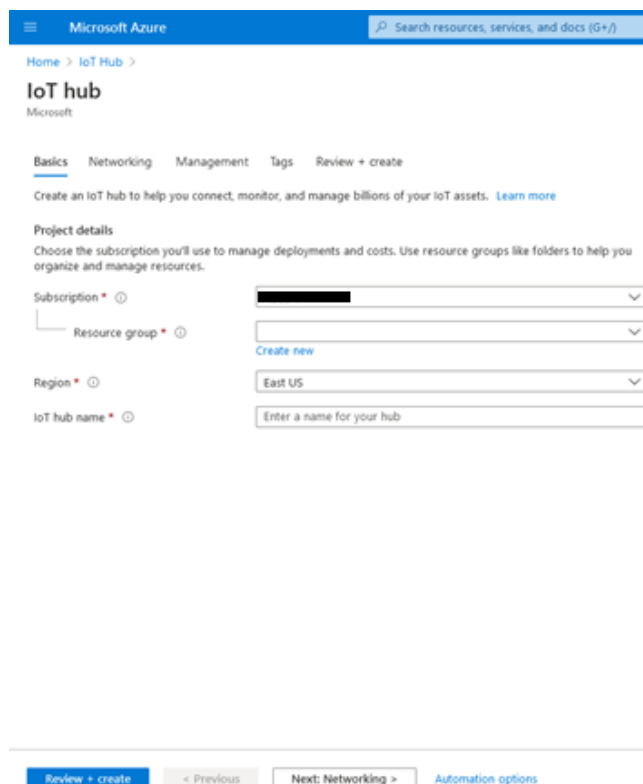 Microsoft Azure
Search resources, services, and docs (G+/)
Home > IoT Hub >
IoT hub
Microsoft
Basics Networking Management Tags Review + create
Create an IoT hub to help you connect, monitor, and manage billions of your IoT assets. Learn more
Project details
Choose the subscription you'll use to manage deployments and costs. Use resource groups like folders to help you
organize and manage resources.
Subscription *
Resource group *
Create new
Region * East US
IoT hub name * Enter a name for your hub
Review + create < Previous Next: Networking > Automation options